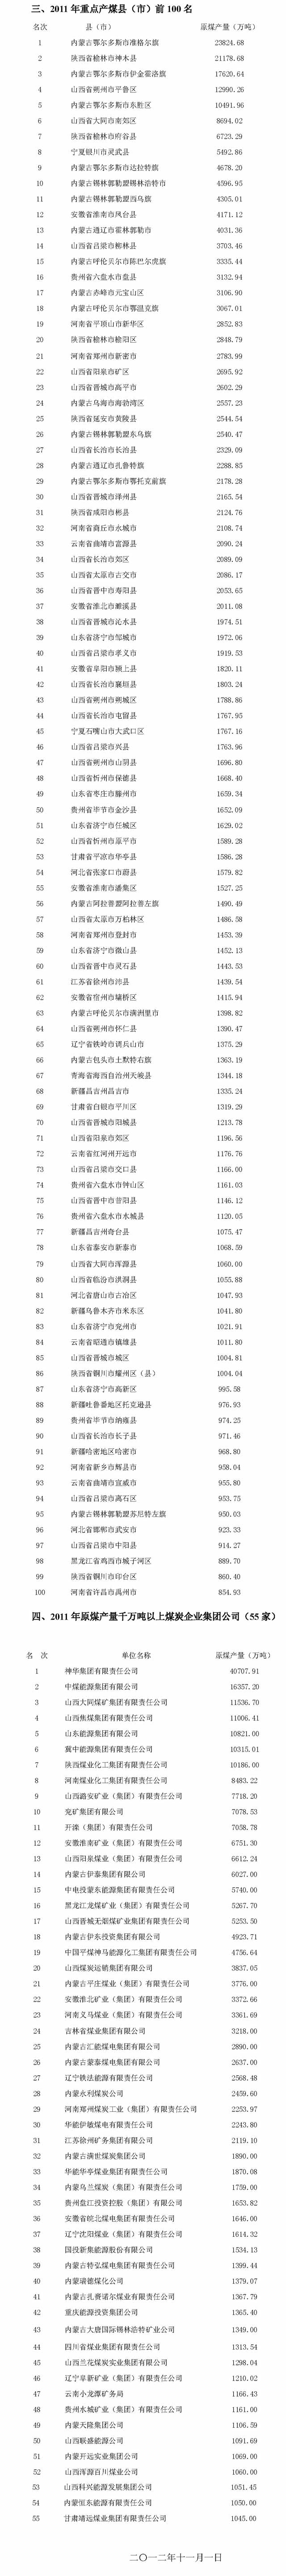 三、2011 年重点产煤县（市）前 100 名
名次 县（市） 原煤产量（万吨）
1 内蒙古鄂尔多斯市准格尔旗 23824.68
2 陕西省榆林市神木县 21178.68
3 内蒙古鄂尔多斯市伊金霍洛旗 17620.64
4 山西省朔州市平鲁区 12990.26
5 内蒙古鄂尔多斯市东胜区 10491.96
6 山西省大同市南郊区 8694.02
7 陕西省榆林市府谷县 6723.29
8 宁夏银川市灵武县 5492.86
9 内蒙古鄂尔多斯市达拉特旗 4678.20
10 内蒙古锡林郭勒盟锡林浩特市 4596.95
11 内蒙古锡林郭勒盟西乌旗 4305.01
12 安徽省淮南市凤台县 4171.12
13 内蒙古通辽市霍林郭勒市 4031.36
14 山西省吕梁市柳林县 3703.46
15 内蒙古呼伦贝尔市陈巴尔虎旗 3335.44
16 贵州省六盘水市盘县 3132.94
17 内蒙古赤峰市元宝山区 3106.90
18 内蒙古呼伦贝尔市鄂温克旗 3067.01
19 河南省平顶山市新华区 2852.83
20 陕西省榆林市榆阳区 2848.79
21 河南省郑州市新密市 2783.99
22 山西省阳泉市矿区 2695.92
23 山西省晋城市高平市 2602.29
24 内蒙古乌海市海勃湾区 2557.23
25 陕西省延安市黄陵县 2544.54
26 内蒙古锡林郭勒盟东乌旗 2540.47
27 山西省长治市长治县 2329.09
28 内蒙古通辽市扎鲁特旗 2288.85
29 内蒙古鄂尔多斯市鄂托克前旗 2178.28
30 山西省晋城市泽州县 2165.54
31 陕西省咸阳市彬县 2124.76
32 河南省商丘市永城市 2108.74
33 云南省曲靖市富源县 2090.24
34 山西省长治市郊区 2089.09
35 山西省太原市古交市 2086.17
36 山西省晋中市寿阳县 2053.65
37 安徽省淮北市濉溪县 2011.08
38 山西省晋城市沁水县 1974.51
39 山东省济宁市邹城市 1972.06
40 山西省吕梁市孝义市 1919.53
41 安徽省阜阳市颍上县 1820.11
42 山西省长治市襄垣县 1803.24
43 山西省朔州市朔城区 1788.86
44 山西省长治市屯留县 1767.95
45 宁夏石嘴山市大武口区 1767.16
46 山西省吕梁市兴县 1763.96
47 山西省朔州市山阴县 1696.80
48 山西省忻州市保德县 1668.40
49 山东省枣庄市滕州市 1659.34
50 贵州省毕节市金沙县 1652.09
51 山东省济宁市任城区 1629.02
52 山西省忻州市原平市 1589.28
53 甘肃省平凉市华亭县 1586.28
54 河北省张家口市蔚县 1579.82
55 安徽省淮南市潘集区 1527.25
56 内蒙古阿拉善盟阿拉善左旗 1490.49
57 山西省太原市万柏林区 1486.58
58 河南省郑州市登封市 1453.39
59 山东省济宁市微山县 1452.13
60 山西省晋中市灵石县 1443.53
61 江苏省徐州市沛县 1439.54
62 安徽省宿州市墉桥区 1415.94
63 内蒙古呼伦贝尔市满洲里市 1398.82
64 山西省朔州市怀仁县 1390.47
65 辽宁省铁岭市调兵山市 1375.29
66 内蒙古包头市土默特右旗 1363.19
67 青海省海西自治州天峻县 1344.18
68 新疆昌吉州昌吉市 1335.24
69 甘肃省白银市平川区 1319.29
70 山西省晋城市阳城县 1213.78
71 山西省阳泉市郊区 1196.56
72 云南省红河州开远市 1176.76
73 山西省吕梁市交口县 1166.00
74 贵州省六盘水市钟山区 1161.03
75 山西省晋中市昔阳县 1146.12
76 贵州省六盘水市水城县 1120.05
77 新疆昌吉州奇台县 1075.47
78 山东省泰安市新泰市 1068.59
79 山西省大同市浑源县 1060.00
80 山西省临汾市洪洞县 1055.88
81 河北省唐山市古冶区 1047.93
82 新疆乌鲁木齐市米东区 1041.80
83 山东省济宁市兖州市 1021.91
84 云南省昭通市镇雄县 1011.80
85 山西省晋城市城区 1004.81
86 陕西省铜川市耀州区（县） 1004.04
87 山东省济宁市高新区 995.58
88 新疆吐鲁番地区托克逊县 976.93
89 贵州省毕节市纳雍县 974.25
90 山西省长治市长子县 971.46
91 新疆哈密地区哈密市 968.80
92 河南省新乡市辉县市 958.04
93 云南省曲靖市宣威市 955.80
94 山西省吕梁市离石区 953.75
95 内蒙古锡林郭勒盟苏尼特左旗 950.03
96 河北省邯郸市武安市 923.33
97 山西省吕梁市中阳县 914.27
98 黑龙江省鸡西市城子河区 889.70
99 陕西省铜川市印台区 860.40
100 河南省许昌市禹州市 854.93
四、2011 年原煤产量千万吨以上煤炭企业集团公司（55 家）
名 次 单位名称 原煤产量（万吨）
1 神华集团有限责任公司 40707.91
2 中煤能源集团有限公司 16357.20
3 山西大同煤矿集团有限责任公司 11536.70
4 山西焦煤集团有限责任公司 11006.41
5 山东能源集团有限公司 10821.00
6 冀中能源集团有限责任公司 10315.01
7 陕西煤业化工集团有限责任公司 10186.00
8 河南煤业化工集团有限责任公司 8483.22
9 山西潞安矿业（集团）有限责任公司 7718.20
10 兖矿集团有限公司 7078.53
11 开滦（集团）有限责任公司 7058.78
12 安徽淮南矿业（集团）有限责任公司 6751.30
13 山西阳泉煤业（集团）有限责任公司 6612.24
14 内蒙古伊泰集团有限公司 6027.00
15 中电投蒙东能源集团有限责任公司 5740.00
16 黑龙江龙煤矿业（集团）有限责任公司 5267.70
17 山西晋城无烟煤矿业集团有限责任公司 5253.50
18 内蒙古伊东投资集团有限公司 4923.71
19 中国平煤神马能源化工集团有限责任公司 4756.64
20 山西煤炭运销集团有限公司 3837.05
21 内蒙古平庄煤业（集团）有限责任公司 3776.00
22 安徽淮北矿业（集团）有限责任公司 3372.66
23 河南义马煤业（集团）有限责任公司 3361.69
24 吉林省煤业集团有限公司 3218.00
25 内蒙古汇能煤电集团有限公司 2890.00
26 内蒙古蒙泰煤电集团有限公司 2637.00
27 辽宁铁法能源有限责任公司 2568.48
28 内蒙永利煤炭公司 2459.60
29 河南郑州煤炭工业（集团）有限责任公司 2253.97
30 华能伊敏煤电有限责任公司 2243.80
31 江苏徐州矿务集团有限公司 2119.10
32 内蒙古满世煤炭集团公司 1890.00
33 华能华亭煤业集团有限责任公司 1870.08
34 内蒙乌兰煤炭（集团）有限责任公司 1759.00
35 贵州盘江投资控股（集团）有限公司 1653.82
36 安徽省皖北煤电集团有限责任公司 1646.00
37 辽宁沈阳煤业（集团）有限责任公司 1614.32
38 国投新集能源股份有限公司 1534.13
39 内蒙古特弘煤电集团有限责任公司 1399.44
40 内蒙瑞德煤化公司 1379.07
41 内蒙古扎赉诺尔煤业有限责任公司 1367.79
42 重庆能源投资集团公司 1365.40
43 内蒙古大唐国际锡林浩特矿业公司 1349.00
44 四川省煤业集团有限责任公司 1313.54
45 山西兰花煤炭实业集团有限公司 1298.04
46 辽宁阜新矿业（集团）有限责任公司 1210.02
47 云南小龙潭矿务局 1166.43
48 贵州水城矿业（集团）有限责任公司 1161.00
49 内蒙天隆集团公司 1106.59
50 山西联盛能源公司 1091.69
51 内蒙开远实业集团公司 1069.00
52 山西浑源百川煤业公司 1060.00
53 山西科兴能源发展集团公司 1051.45
54 内蒙恒东能源有限责任公司 1050.00
55 甘肃靖远煤业集团有限责任公司 1045.00
二〇一二年十一月一日